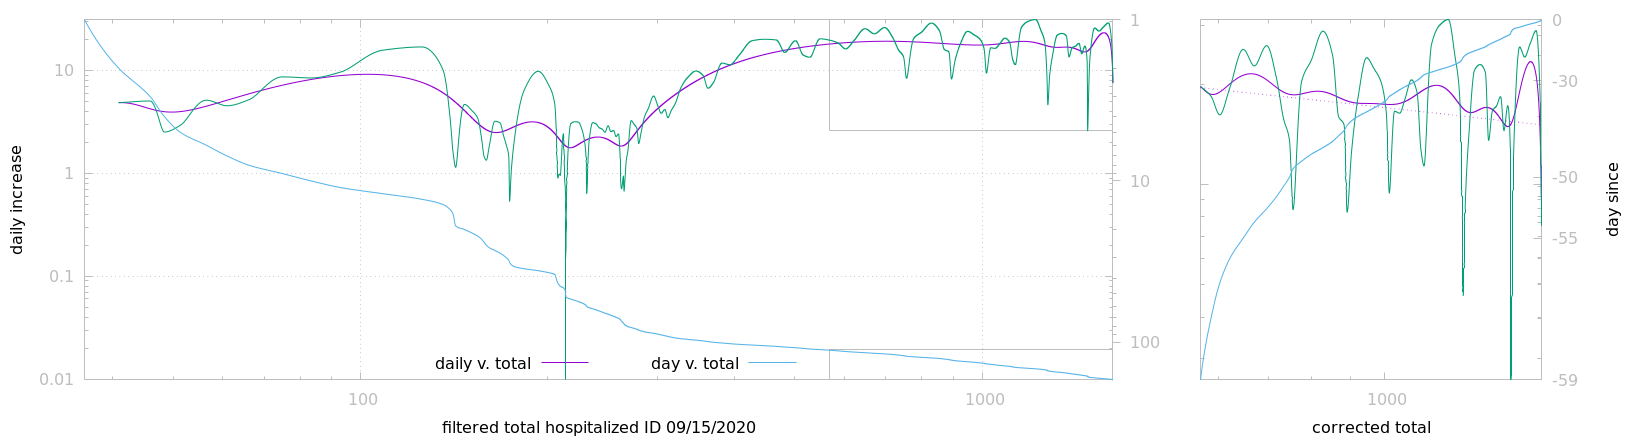 daily increase
10
1
0.1
0.01
100
1000
filtered total hospitalized ID 09/15/2020
daily v. total
day v. total
1
10
100
1000
corrected total
0
-30
-50
-55
-59
day since